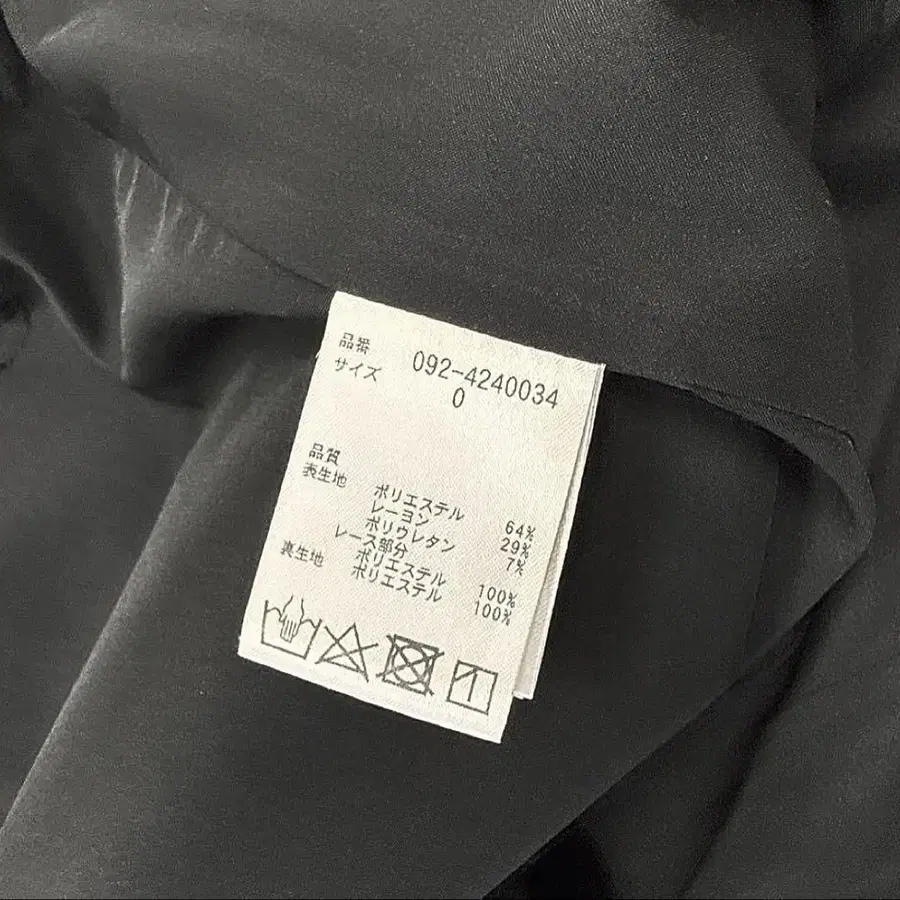 品番 092-4240034
サイズ 0
品質
表生地 ポリエステル 64%
レーヨン 29%
ポリウレタン 7%
レース部分
ポリエステル 100%
裏生地 ポリエステル 100%